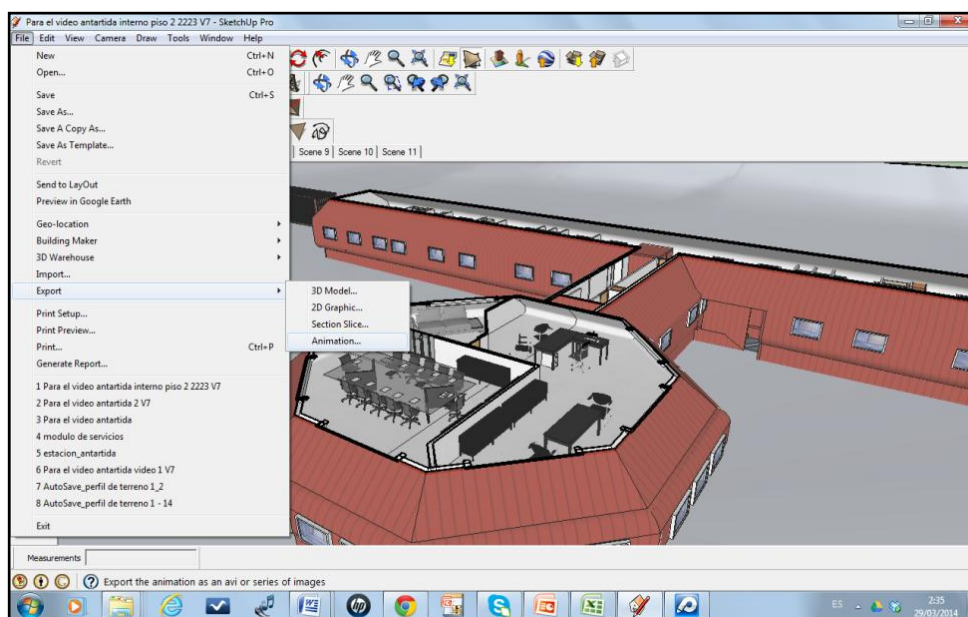 Para el video antartida interno piso 2 2223 V7 - SketchUp Pro
File Edit View Camera Draw Tools Window Help
New Ctrl+N
Open... Ctrl+O
Save Ctrl+S
Save As...
Save A Copy As...
Save As Template...
Revert
Scene 9 Scene 10 Scene 11
Send to LayOut
Preview in Google Earth
Geo-location
Building Maker
3D Warehouse
Import...
Export
3D Model...
2D Graphic...
Section Slice...
Animation...
Print Setup...
Print Preview...
Print... Ctrl+P
Generate Report...
1 Para el video antartida interno piso 2 2223 V7
2 Para el video antartida 2 V7
3 Para el video antartida
4 modulo de servicios
5 estacion_antartida
6 Para el video antartida video 1 V7
7 AutoSave_perfil de terreno 1_2
8 AutoSave_perfil de terreno 1 - 14
Exit
Measurements
Export the animation as an avi or series of images
ES 2:35
29/03/2014